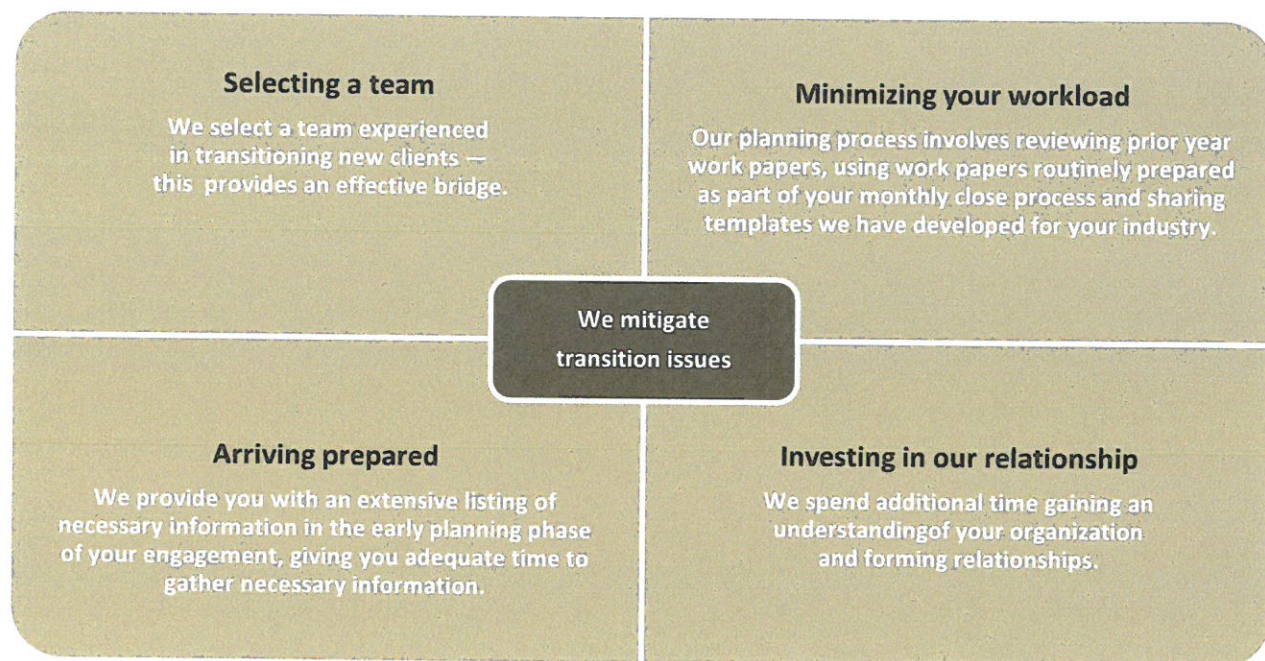 Selecting a team
We select a team experienced
in transitioning new clients —
this provides an effective bridge.
Minimizing your workload
Our planning process involves reviewing prior year
work papers, using work papers routinely prepared
as part of your monthly close process and sharing
templates we have developed for your industry.
We mitigate
transition issues
Arriving prepared
We provide you with an extensive listing of
necessary information in the early planning phase
of your engagement, giving you adequate time to
gather necessary information.
Investing in our relationship
We spend additional time gaining an
understandingof your organization
and forming relationships.